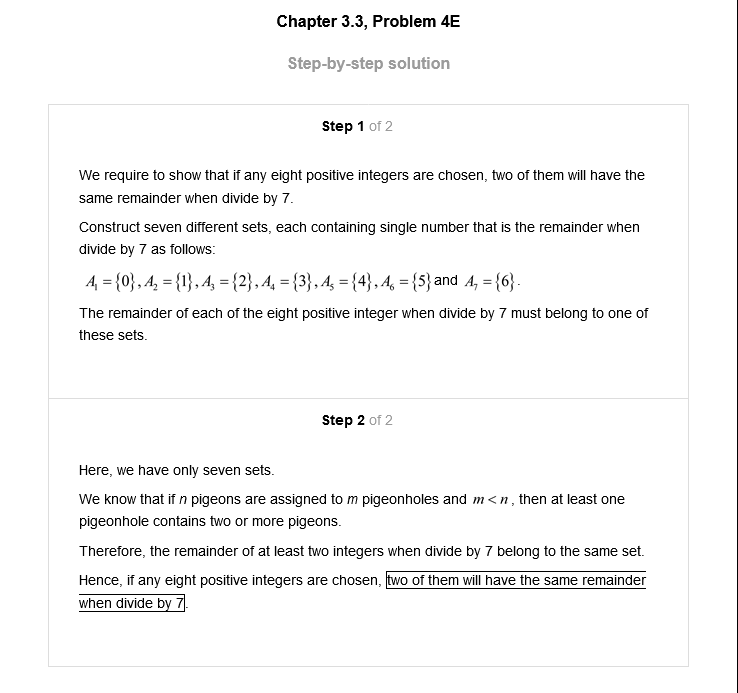 Chapter 3.3, Problem 4E
Step-by-step solution
Step 1 of 2
We require to show that if any eight positive integers are chosen, two of them will have the
same remainder when divide by 7.
Construct seven different sets, each containing single number that is the remainder when
divide by 7 as follows:
A₁ = {0}, A₂ = {1}, A₃ = {2}, A₄ = {3}, A₅ = {4}, A₆ = {5} and A₇ = {6}.
The remainder of each of the eight positive integer when divide by 7 must belong to one of
these sets.
Step 2 of 2
Here, we have only seven sets.
We know that if n pigeons are assigned to m pigeonholes and m < n, then at least one
pigeonhole contains two or more pigeons.
Therefore, the remainder of at least two integers when divide by 7 belong to the same set.
Hence, if any eight positive integers are chosen, two of them will have the same remainder
when divide by 7.